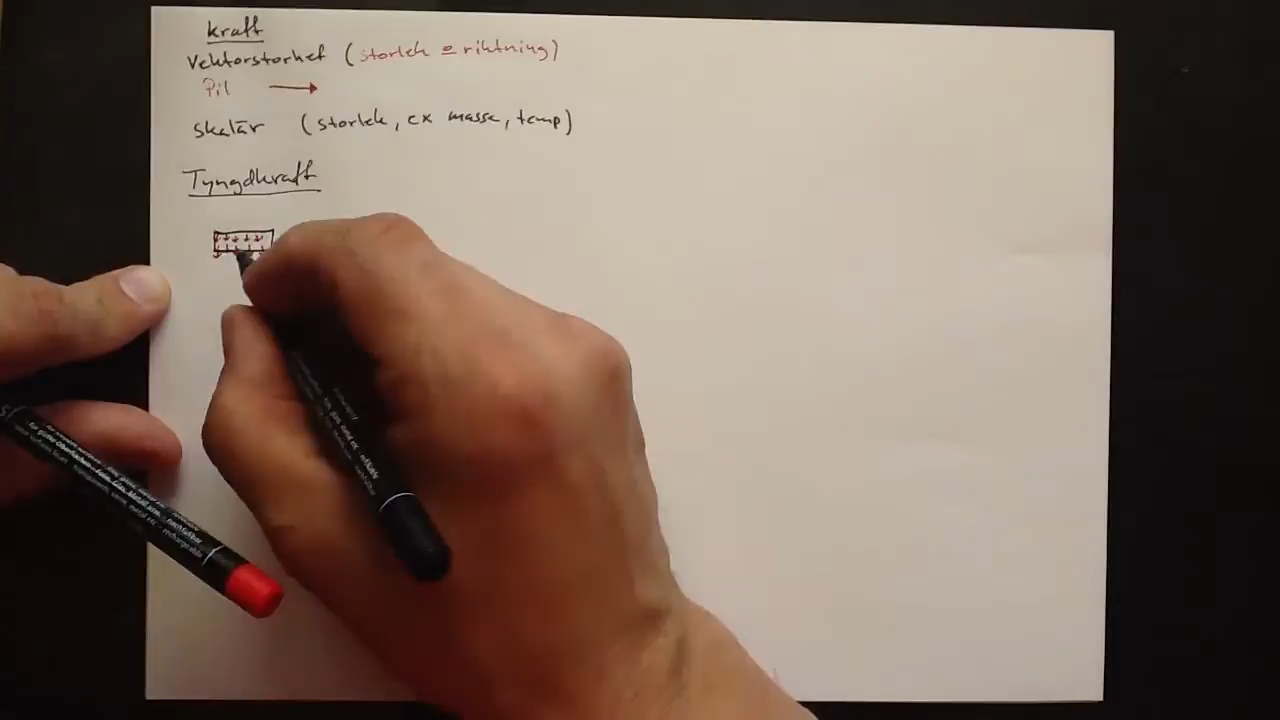 kraft
Vektorstorhet (storlek o riktning)
Pil
skalär (storlek, ex massa, temp)
Tyngdkraft